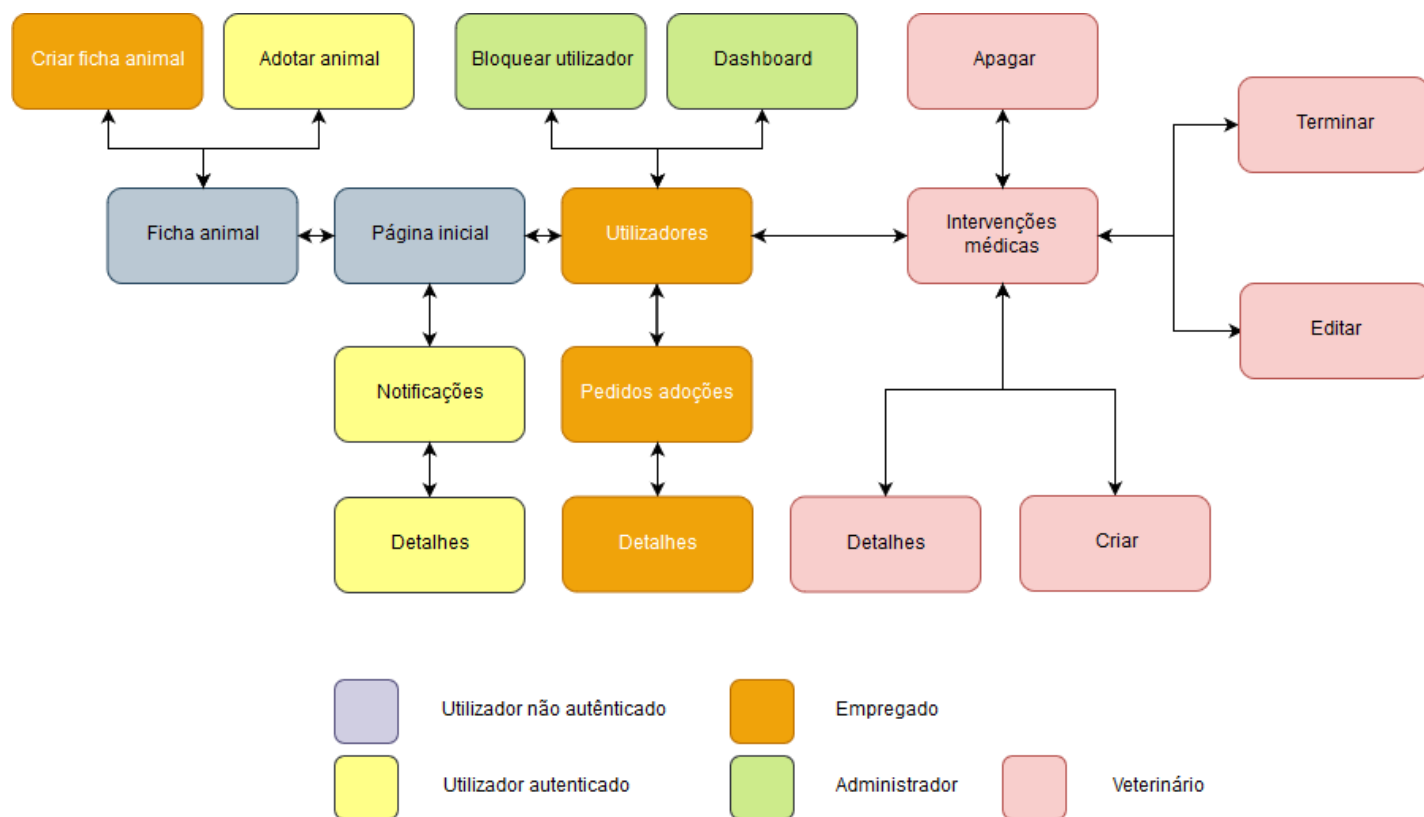 Criar ficha animal
Adotar animal
Bloquear utilizador
Dashboard
Apagar
Terminar
Ficha animal
Página inicial
Utilizadores
Intervenções
médicas
Editar
Notificações
Pedidos adoções
Detalhes
Detalhes
Detalhes
Criar
Utilizador não autênticado
Empregado
Utilizador autenticado
Administrador
Veterinário